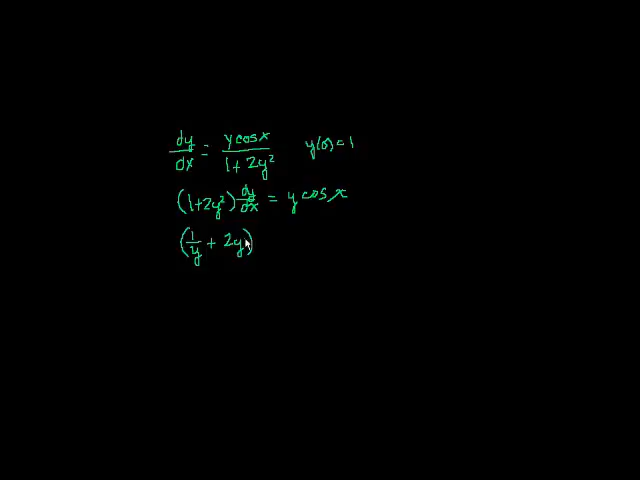 dy/dx = y cos x / 1 + 2y² y(0) = 1
(1+2y²) dy/dx = y cos x
(1/y + 2y)